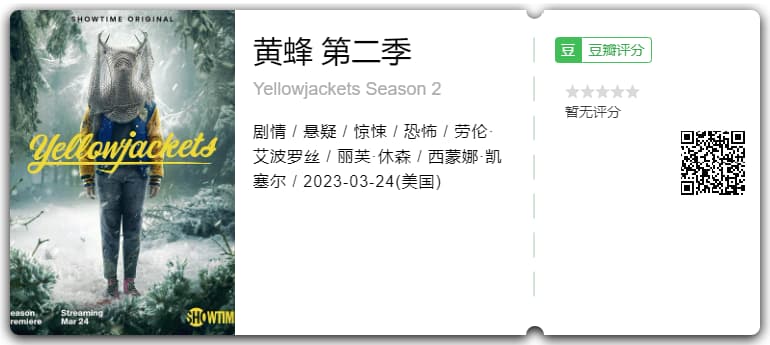 SHOWTIME ORIGINAL
Yellowjackets
eason
remiere
Streaming
Mar 24
SHOWTIM
黄蜂 第二季
Yellowjackets Season 2
剧情 / 悬疑 / 惊悚 / 恐怖 / 劳伦·
艾波罗丝 / 丽芙·休森 / 西蒙娜·凯
塞尔 / 2023-03-24(美国)
豆 豆瓣评分
暂无评分